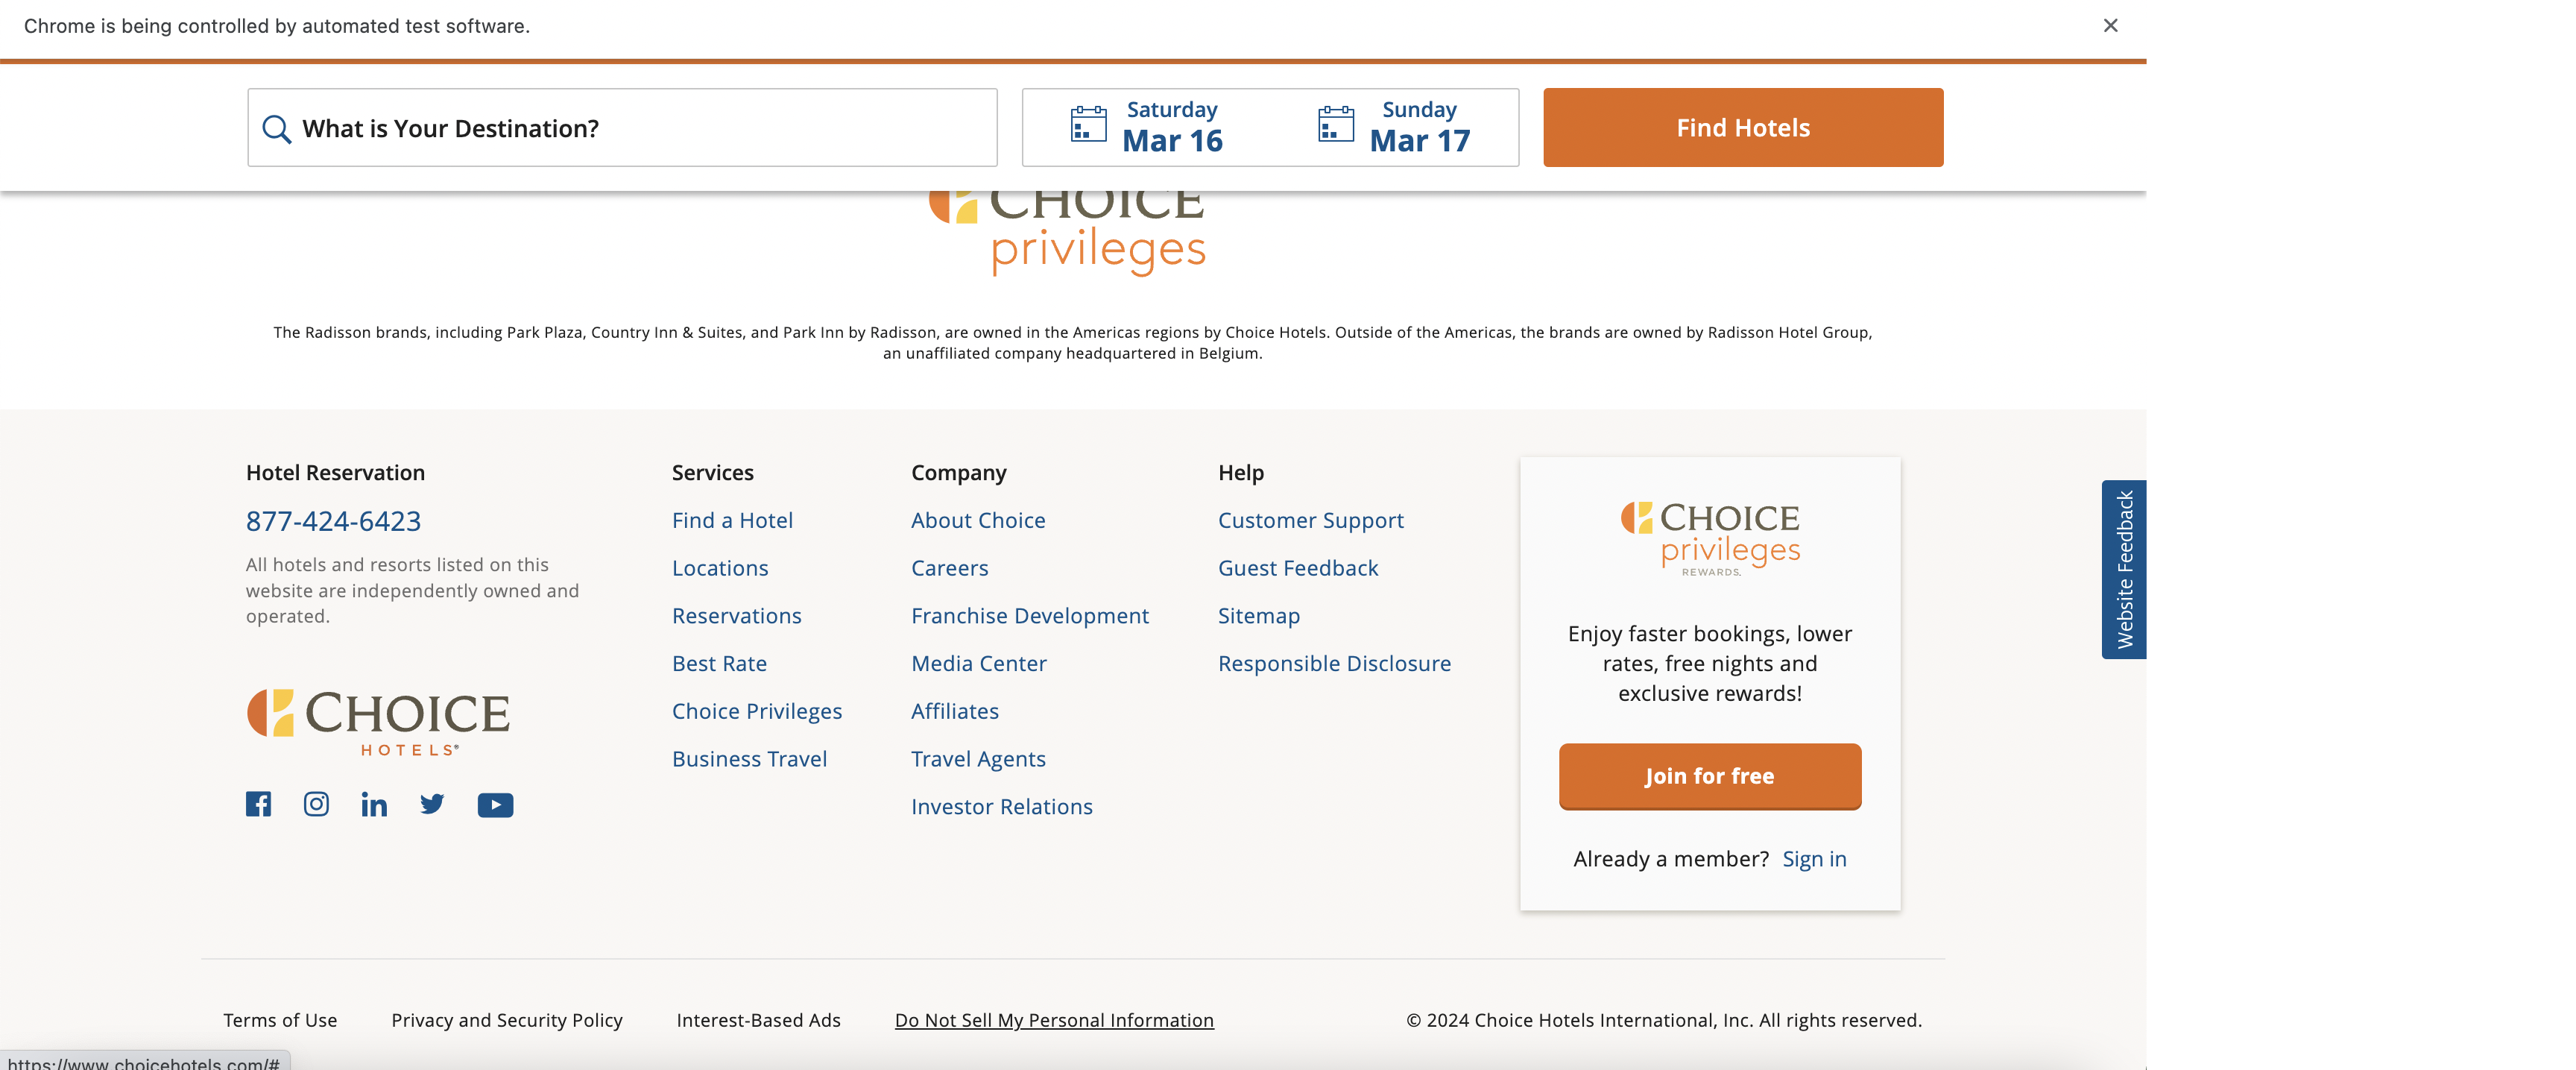 Chrome is being controlled by automated test software.
What is Your Destination?
Saturday
Mar 16
Sunday
Mar 17
Find Hotels
CHOICE
privileges
The Radisson brands, including Park Plaza, Country Inn & Suites, and Park Inn by Radisson, are owned in the Americas regions by Choice Hotels. Outside of the Americas, the brands are owned by Radisson Hotel Group,
an unaffiliated company headquartered in Belgium.
Hotel Reservation
877-424-6423
All hotels and resorts listed on this
website are independently owned and
operated.
CHOICE
HOTELS®
Services
Find a Hotel
Locations
Reservations
Best Rate
Choice Privileges
Business Travel
Company
About Choice
Careers
Franchise Development
Media Center
Affiliates
Travel Agents
Investor Relations
Help
Customer Support
Guest Feedback
Sitemap
Responsible Disclosure
CHOICE
privileges
REWARDS.
Enjoy faster bookings, lower
rates, free nights and
exclusive rewards!
Join for free
Already a member? Sign in
Website Feedback
Terms of Use
Privacy and Security Policy
Interest-Based Ads
Do Not Sell My Personal Information
© 2024 Choice Hotels International, Inc. All rights reserved.
https://www.choicehotels.com/#